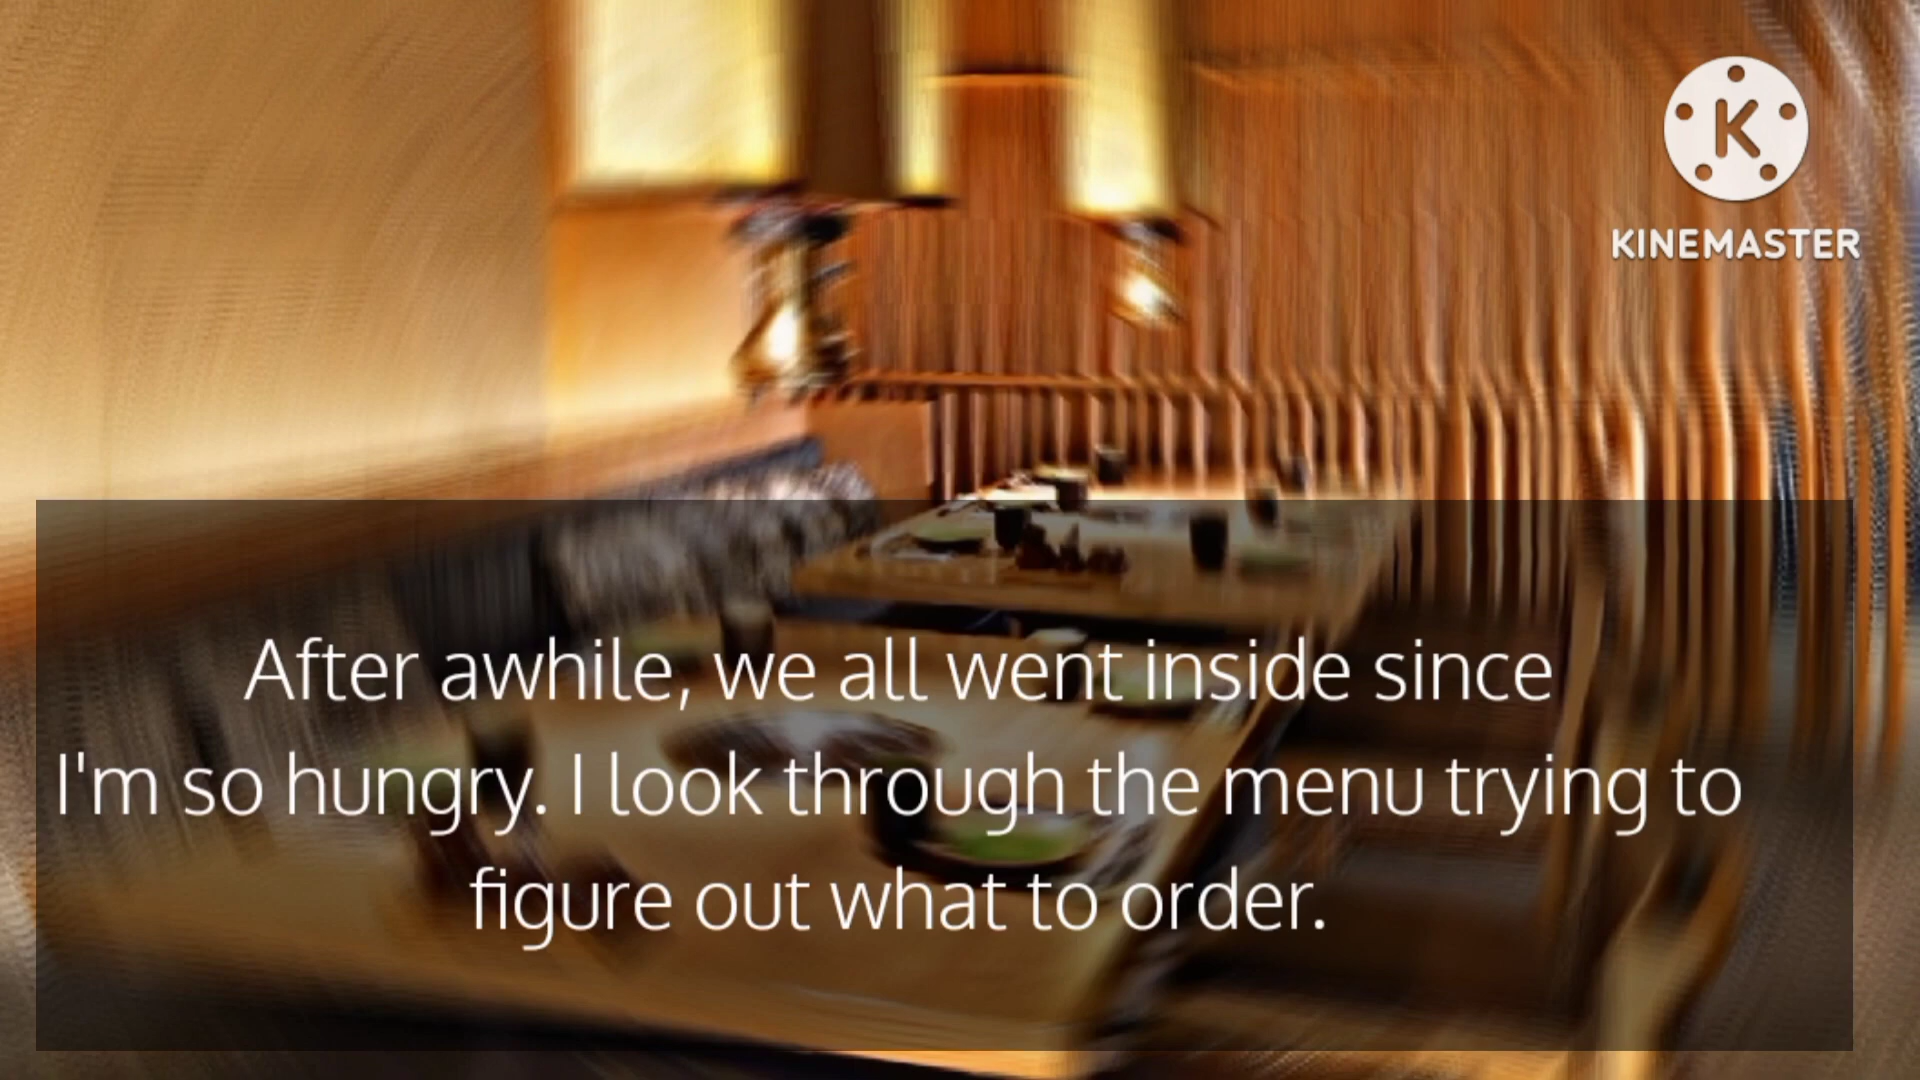 K
KINEMASTER
After awhile, we all went inside since
I'm so hungry. I look through the menu trying to
figure out what to order.